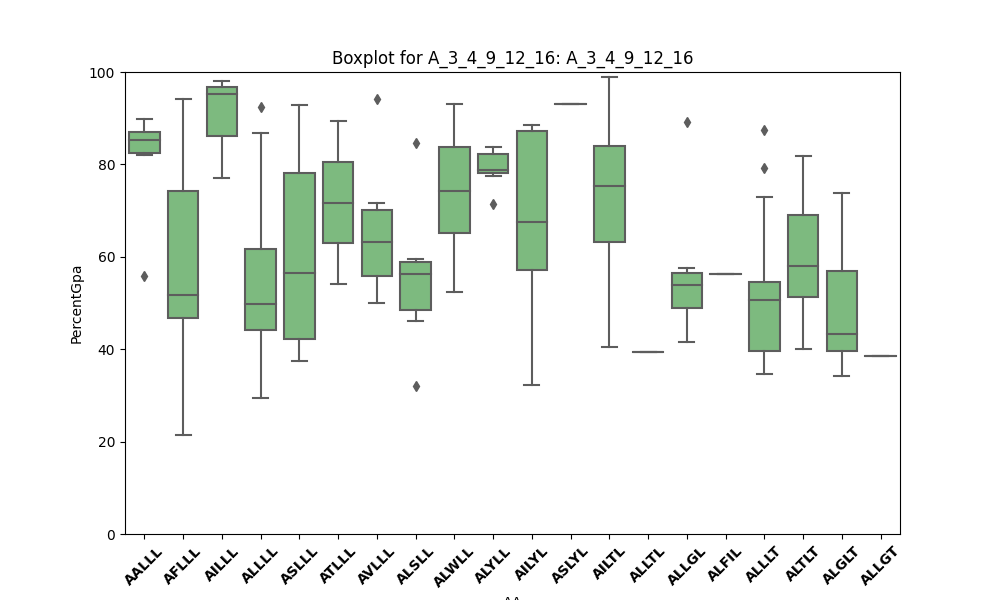 Boxplot for A_3_4_9_12_16: A_3_4_9_12_16
PercentGpa
100
80
60
40
20
0
AALLL AFLLL AILLL ALLLL ASLLL ATLLL AVLLL ALSLL ALWLL ALYLL AILYL ASLYL AILTL ALLTL ALLGL ALFIL ALLLT ALTLT ALGLT ALLGT